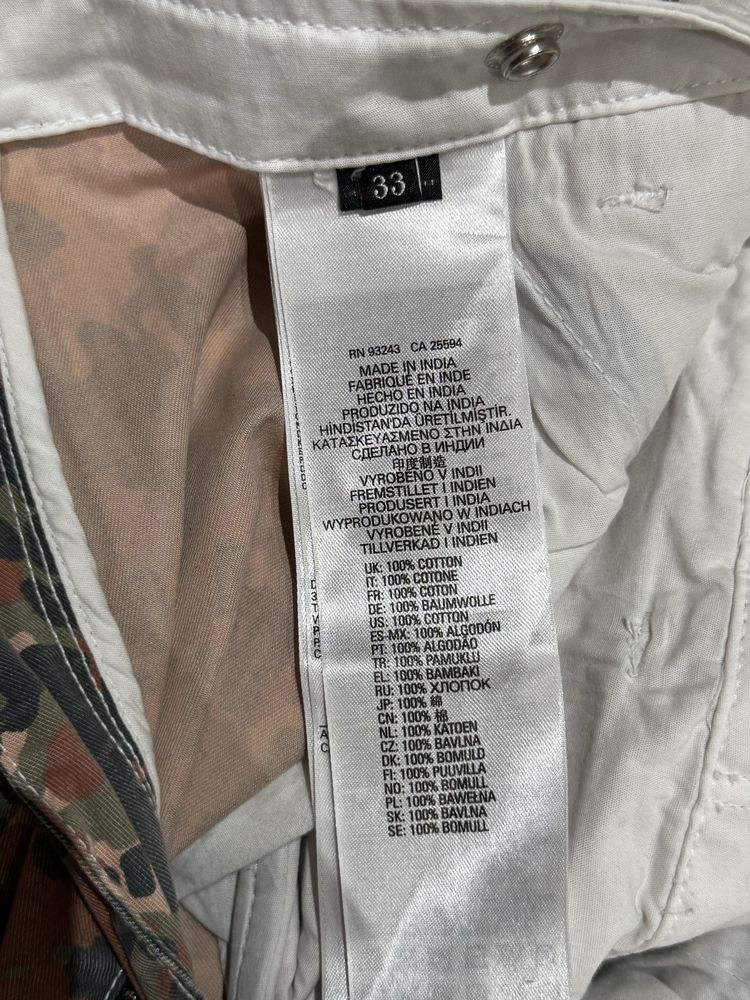 33
RN 93243 CA 25594
MADE IN INDIA
FABRIQUÉ EN INDE
HECHO EN INDIA
PRODUZIDO NA INDIA
HİNDİSTAN'DA ÜRETİLMİŞTİR.
ΚΑΤΑΣΚΕΥΑΣΜΕΝΟ ΣΤΗΝ ΙΝΔΙΑ
СДЕЛАНО В ИНДИИ
印度制造
VYROBENO V INDII
FREMSTILLET I INDIEN
PRODUSERT I INDIA
WYPRODUKOWANO W INDIACH
VYROBENÉ V INDII
TILLVERKAD I INDIEN
UK: 100% COTTON
IT: 100% COTONE
FR: 100% COTON
DE: 100% BAUMWOLLE
US: 100% COTTON
ES-MX: 100% ALGODÓN
PT: 100% ALGODÃO
TR: 100% PAMUKLU
EL: 100% ΒΑΜΒΑΚΙ
RU: 100% ХЛОПОК
JP: 100% 綿
CN: 100% 棉
NL: 100% KATOEN
CZ: 100% BAVLNA
DK: 100% BOMULD
FI: 100% PUUVILLA
NO: 100% BOMULL
PL: 100% BAWEŁNA
SK: 100% BAVLNA
SE: 100% BOMULL